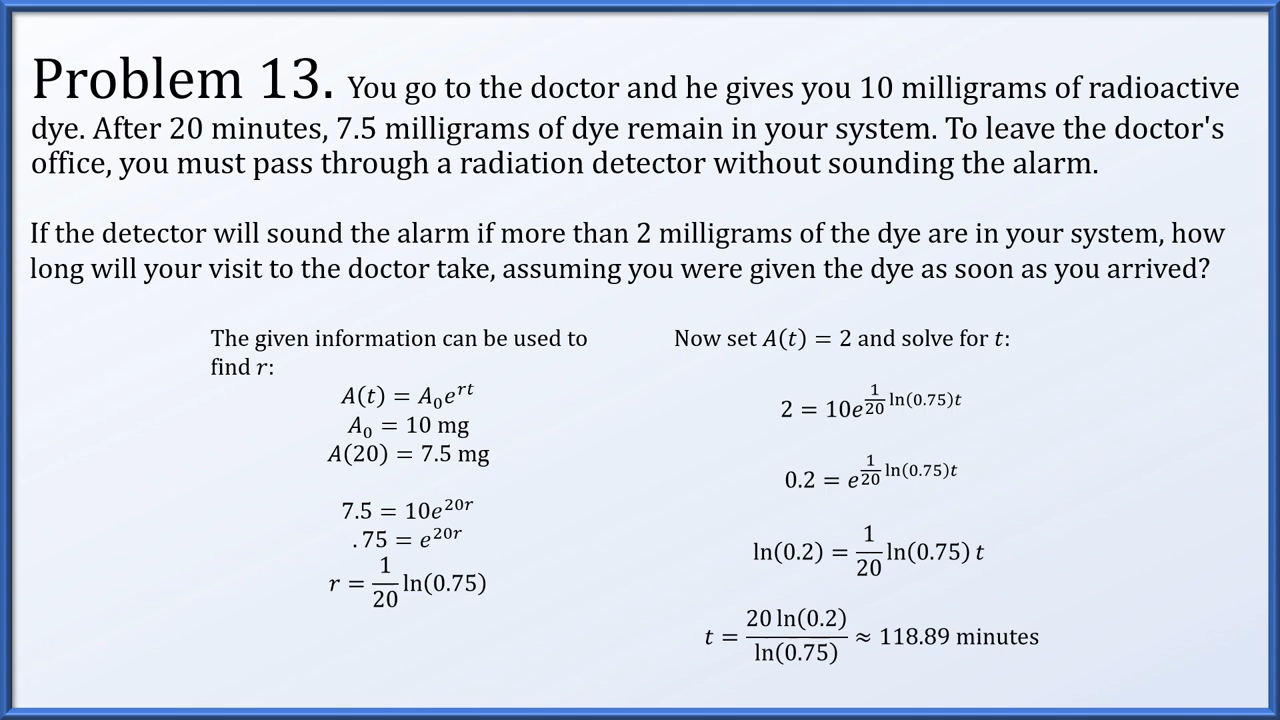 Problem 13. You go to the doctor and he gives you 10 milligrams of radioactive
dye. After 20 minutes, 7.5 milligrams of dye remain in your system. To leave the doctor's
office, you must pass through a radiation detector without sounding the alarm.
If the detector will sound the alarm if more than 2 milligrams of the dye are in your system, how
long will your visit to the doctor take, assuming you were given the dye as soon as you arrived?
The given information can be used to
find r:
A(t) = A₀e^{rt}
A₀ = 10 mg
A(20) = 7.5 mg
7.5 = 10e^{20r}
.75 = e^{20r}
r = \frac{1}{20} ln(0.75)
Now set A(t) = 2 and solve for t:
2 = 10e^{\frac{1}{20} ln(0.75)t}
0.2 = e^{\frac{1}{20} ln(0.75)t}
ln(0.2) = \frac{1}{20} ln(0.75) t
t = \frac{20 ln(0.2)}{ln(0.75)} ≈ 118.89 minutes